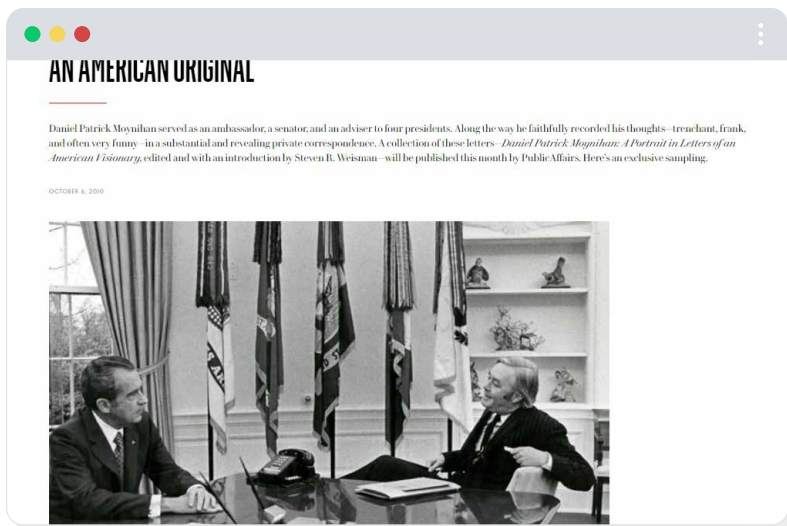 AN AMERICAN ORIGINAL
Daniel Patrick Moynihan served as an ambassador, a senator, and an adviser to four presidents. Along the way he faithfully recorded his thoughts—trenchant, frank,
and often very funny—in a substantial and revealing private correspondence. A collection of these letters—Daniel Patrick Moynihan: A Portrait in Letters of an
American Visionary, edited and with an introduction by Steven R. Weisman—will be published this month by PublicAffairs. Here's an exclusive sampling.
OCTOBER 6, 2010